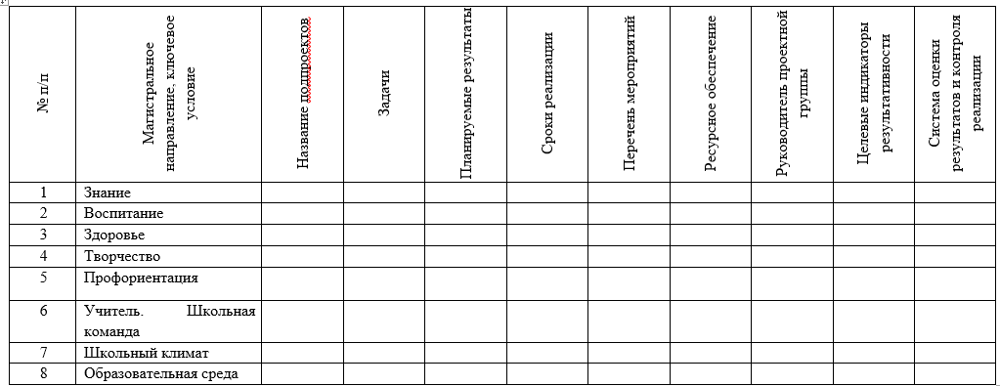 № п/п
Магистральное
направление, ключевое
условие
Название подпроектов
Задачи
Планируемые результаты
Сроки реализации
Перечень мероприятий
Ресурсное обеспечение
Руководитель проектной
группы
Целевые индикаторы
результативности
Система оценки
результатов и контроля
реализации
1 Знание
2 Воспитание
3 Здоровье
4 Творчество
5 Профориентация
6 Учитель. Школьная
команда
7 Школьный климат
8 Образовательная среда